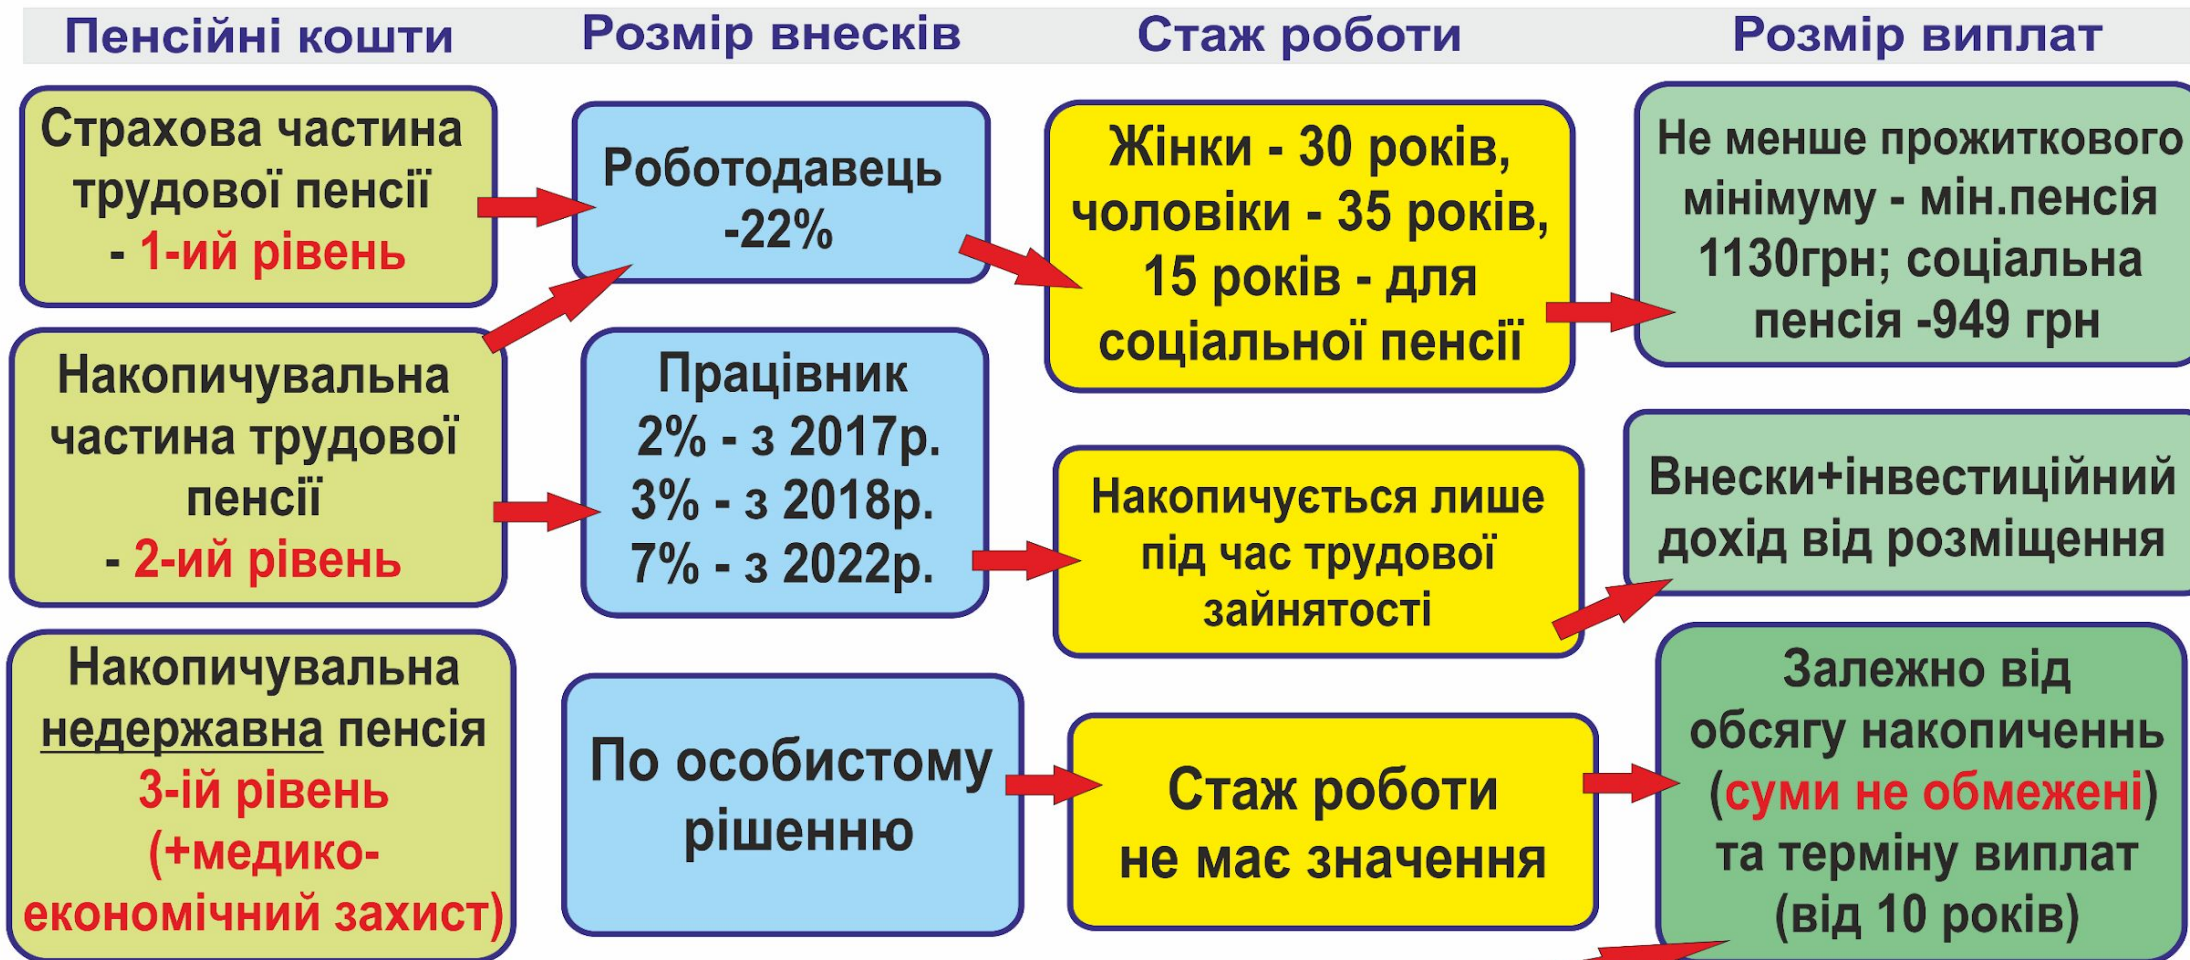 Пенсійні кошти
Розмір внесків
Стаж роботи
Розмір виплат
Страхова частина
трудової пенсії
- 1-ий рівень
Роботодавець
-22%
Жінки - 30 років,
чоловіки - 35 років,
15 років - для
соціальної пенсії
Не менше прожиткового
мінімуму - мін.пенсія
1130грн; соціальна
пенсія -949 грн
Накопичувальна
частина трудової
пенсії
- 2-ий рівень
Працівник
2% - з 2017р.
3% - з 2018р.
7% - з 2022р.
Накопичується лише
під час трудової
зайнятості
Внески+інвестиційний
дохід від розміщення
Накопичувальна
недержавна пенсія
3-ій рівень
(+медико-
економічний захист)
По особистому
рішенню
Стаж роботи
не має значення
Залежно від
обсягу накопиченнь
(суми не обмежені)
та терміну виплат
(від 10 років)